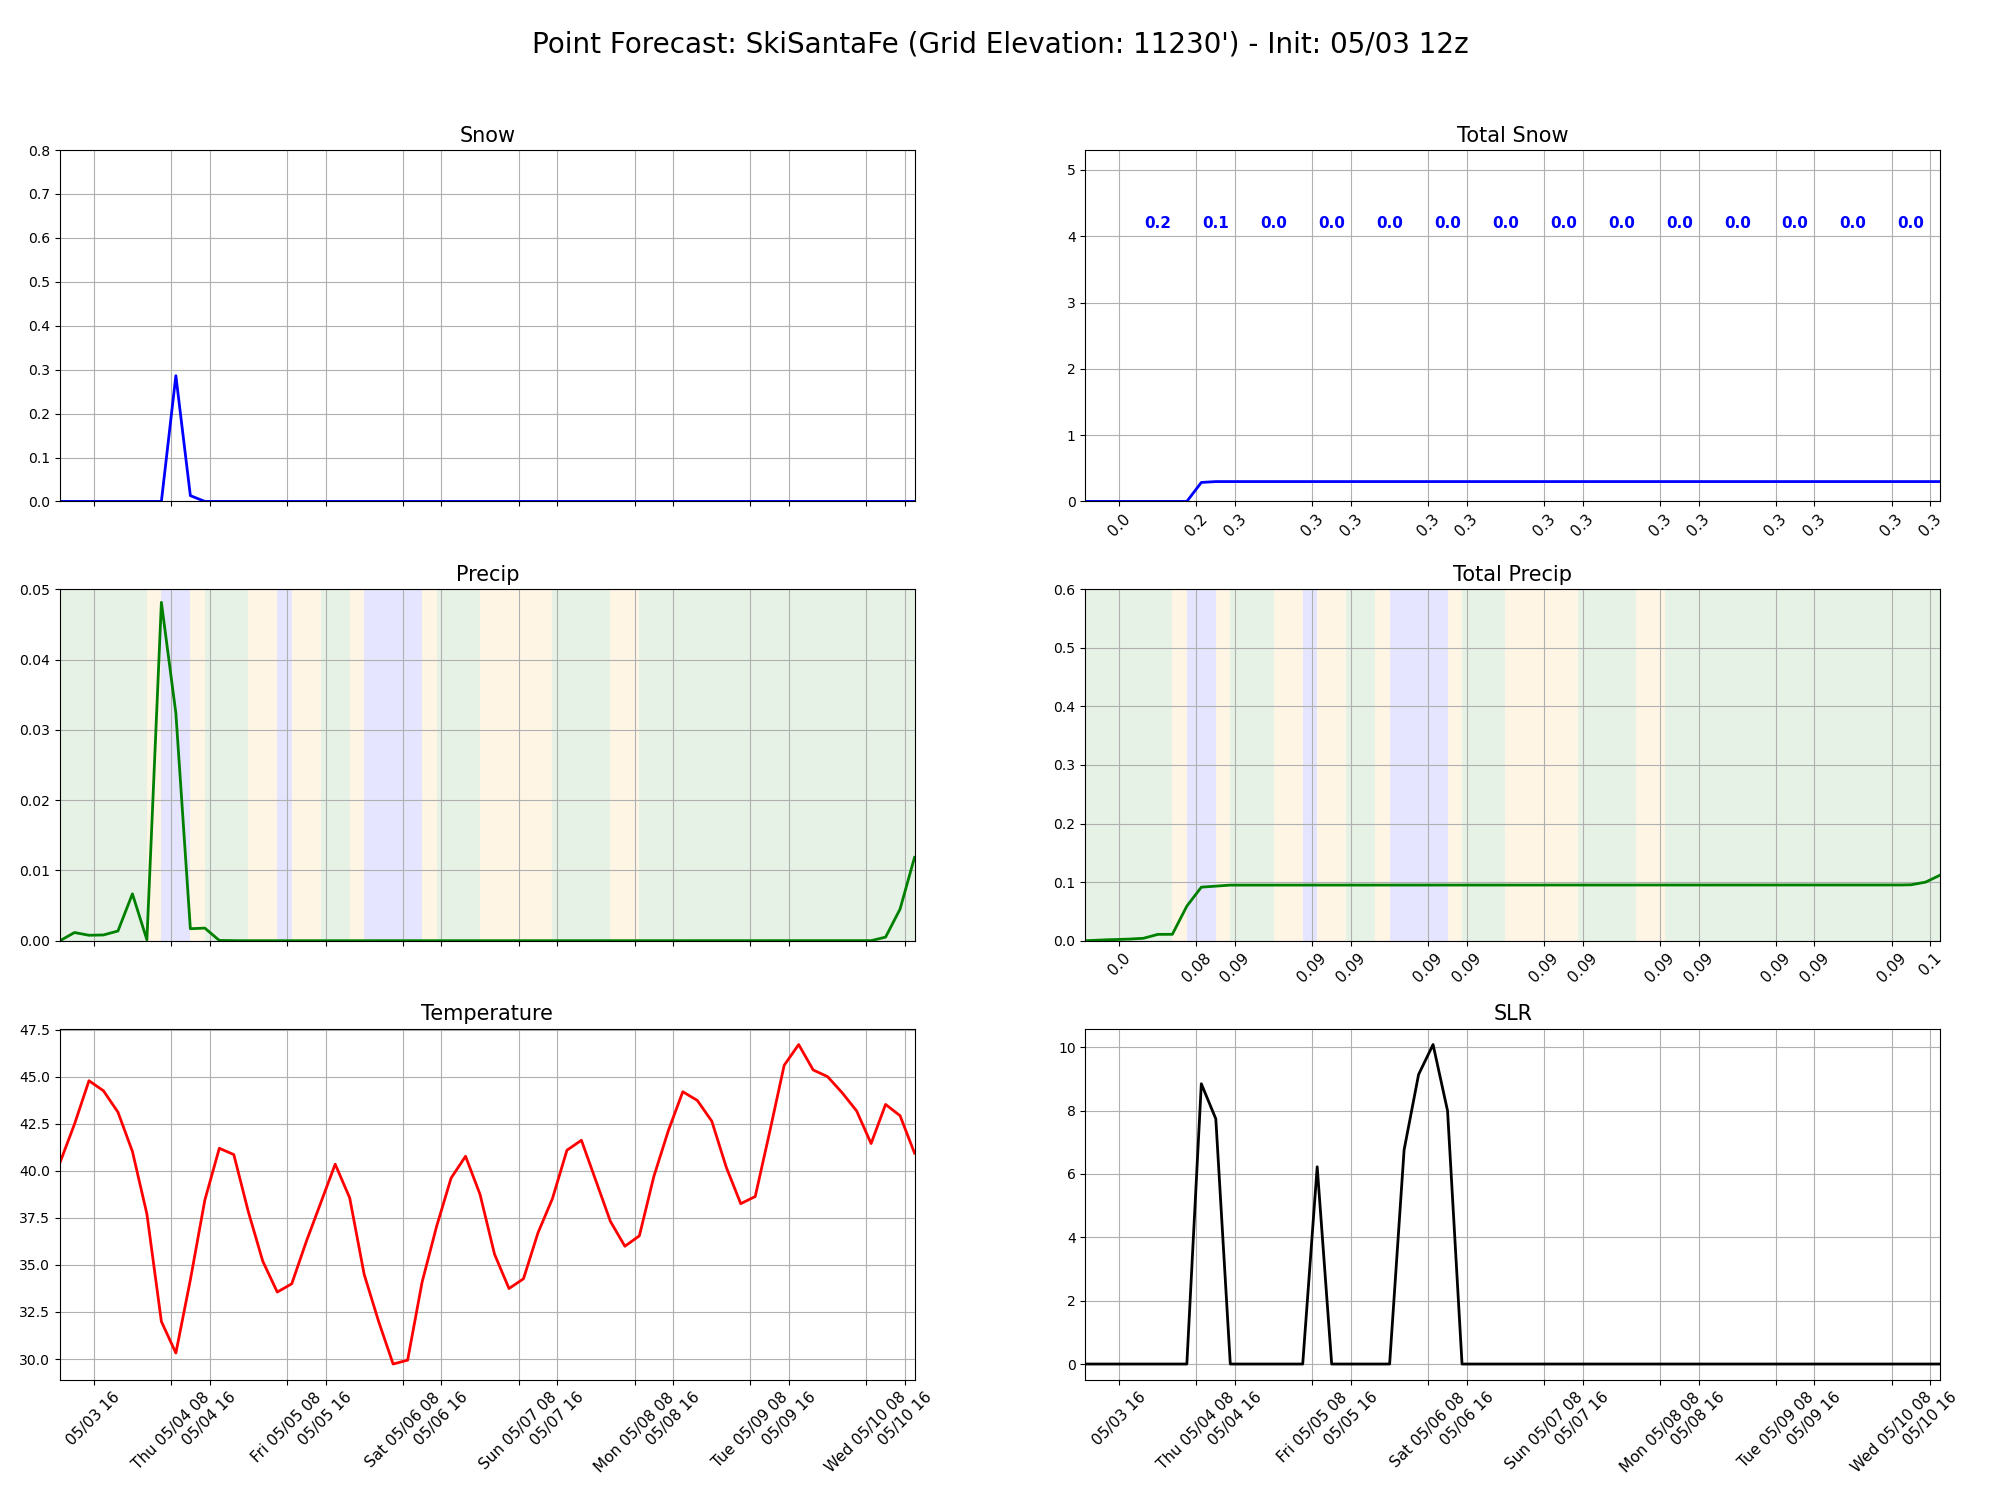 Point Forecast: SkiSantaFe (Grid Elevation: 11230') - Init: 05/03 12z
Snow
0.8
0.7
0.6
0.5
0.4
0.3
0.2
0.1
0.0
Total Snow
5
4
3
2
1
0
0.2 0.1 0.0 0.0 0.0 0.0 0.0 0.0 0.0 0.0 0.0 0.0 0.0 0.0
0.0 0.2 0.3 0.3 0.3 0.3 0.3 0.3 0.3 0.3 0.3 0.3 0.3 0.3 0.3
Precip
0.05
0.04
0.03
0.02
0.01
0.00
Total Precip
0.6
0.5
0.4
0.3
0.2
0.1
0.0
0.0 0.08 0.09 0.09 0.09 0.09 0.09 0.09 0.09 0.09 0.09 0.09 0.09 0.09 0.1
Temperature
47.5
45.0
42.5
40.0
37.5
35.0
32.5
30.0
05/03 16
Thu 05/04 08
05/04 16
Fri 05/05 08
05/05 16
Sat 05/06 08
05/06 16
Sun 05/07 08
05/07 16
Mon 05/08 08
05/08 16
Tue 05/09 08
05/09 16
Wed 05/10 08
05/10 16
SLR
10
8
6
4
2
0
05/03 16
Thu 05/04 08
05/04 16
Fri 05/05 08
05/05 16
Sat 05/06 08
05/06 16
Sun 05/07 08
05/07 16
Mon 05/08 08
05/08 16
Tue 05/09 08
05/09 16
Wed 05/10 08
05/10 16